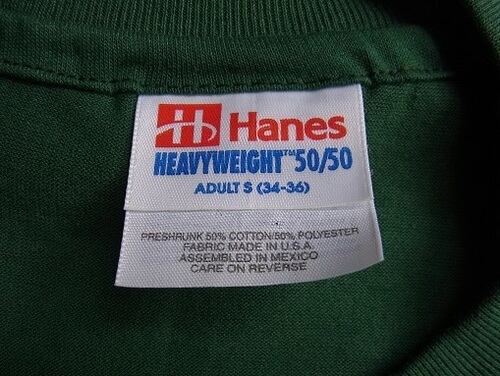 Hanes
HEAVYWEIGHT™ 50/50
ADULT S (34-36)
PRESHRUNK 50% COTTON/50% POLYESTER
FABRIC MADE IN U.S.A.
ASSEMBLED IN MEXICO
CARE ON REVERSE